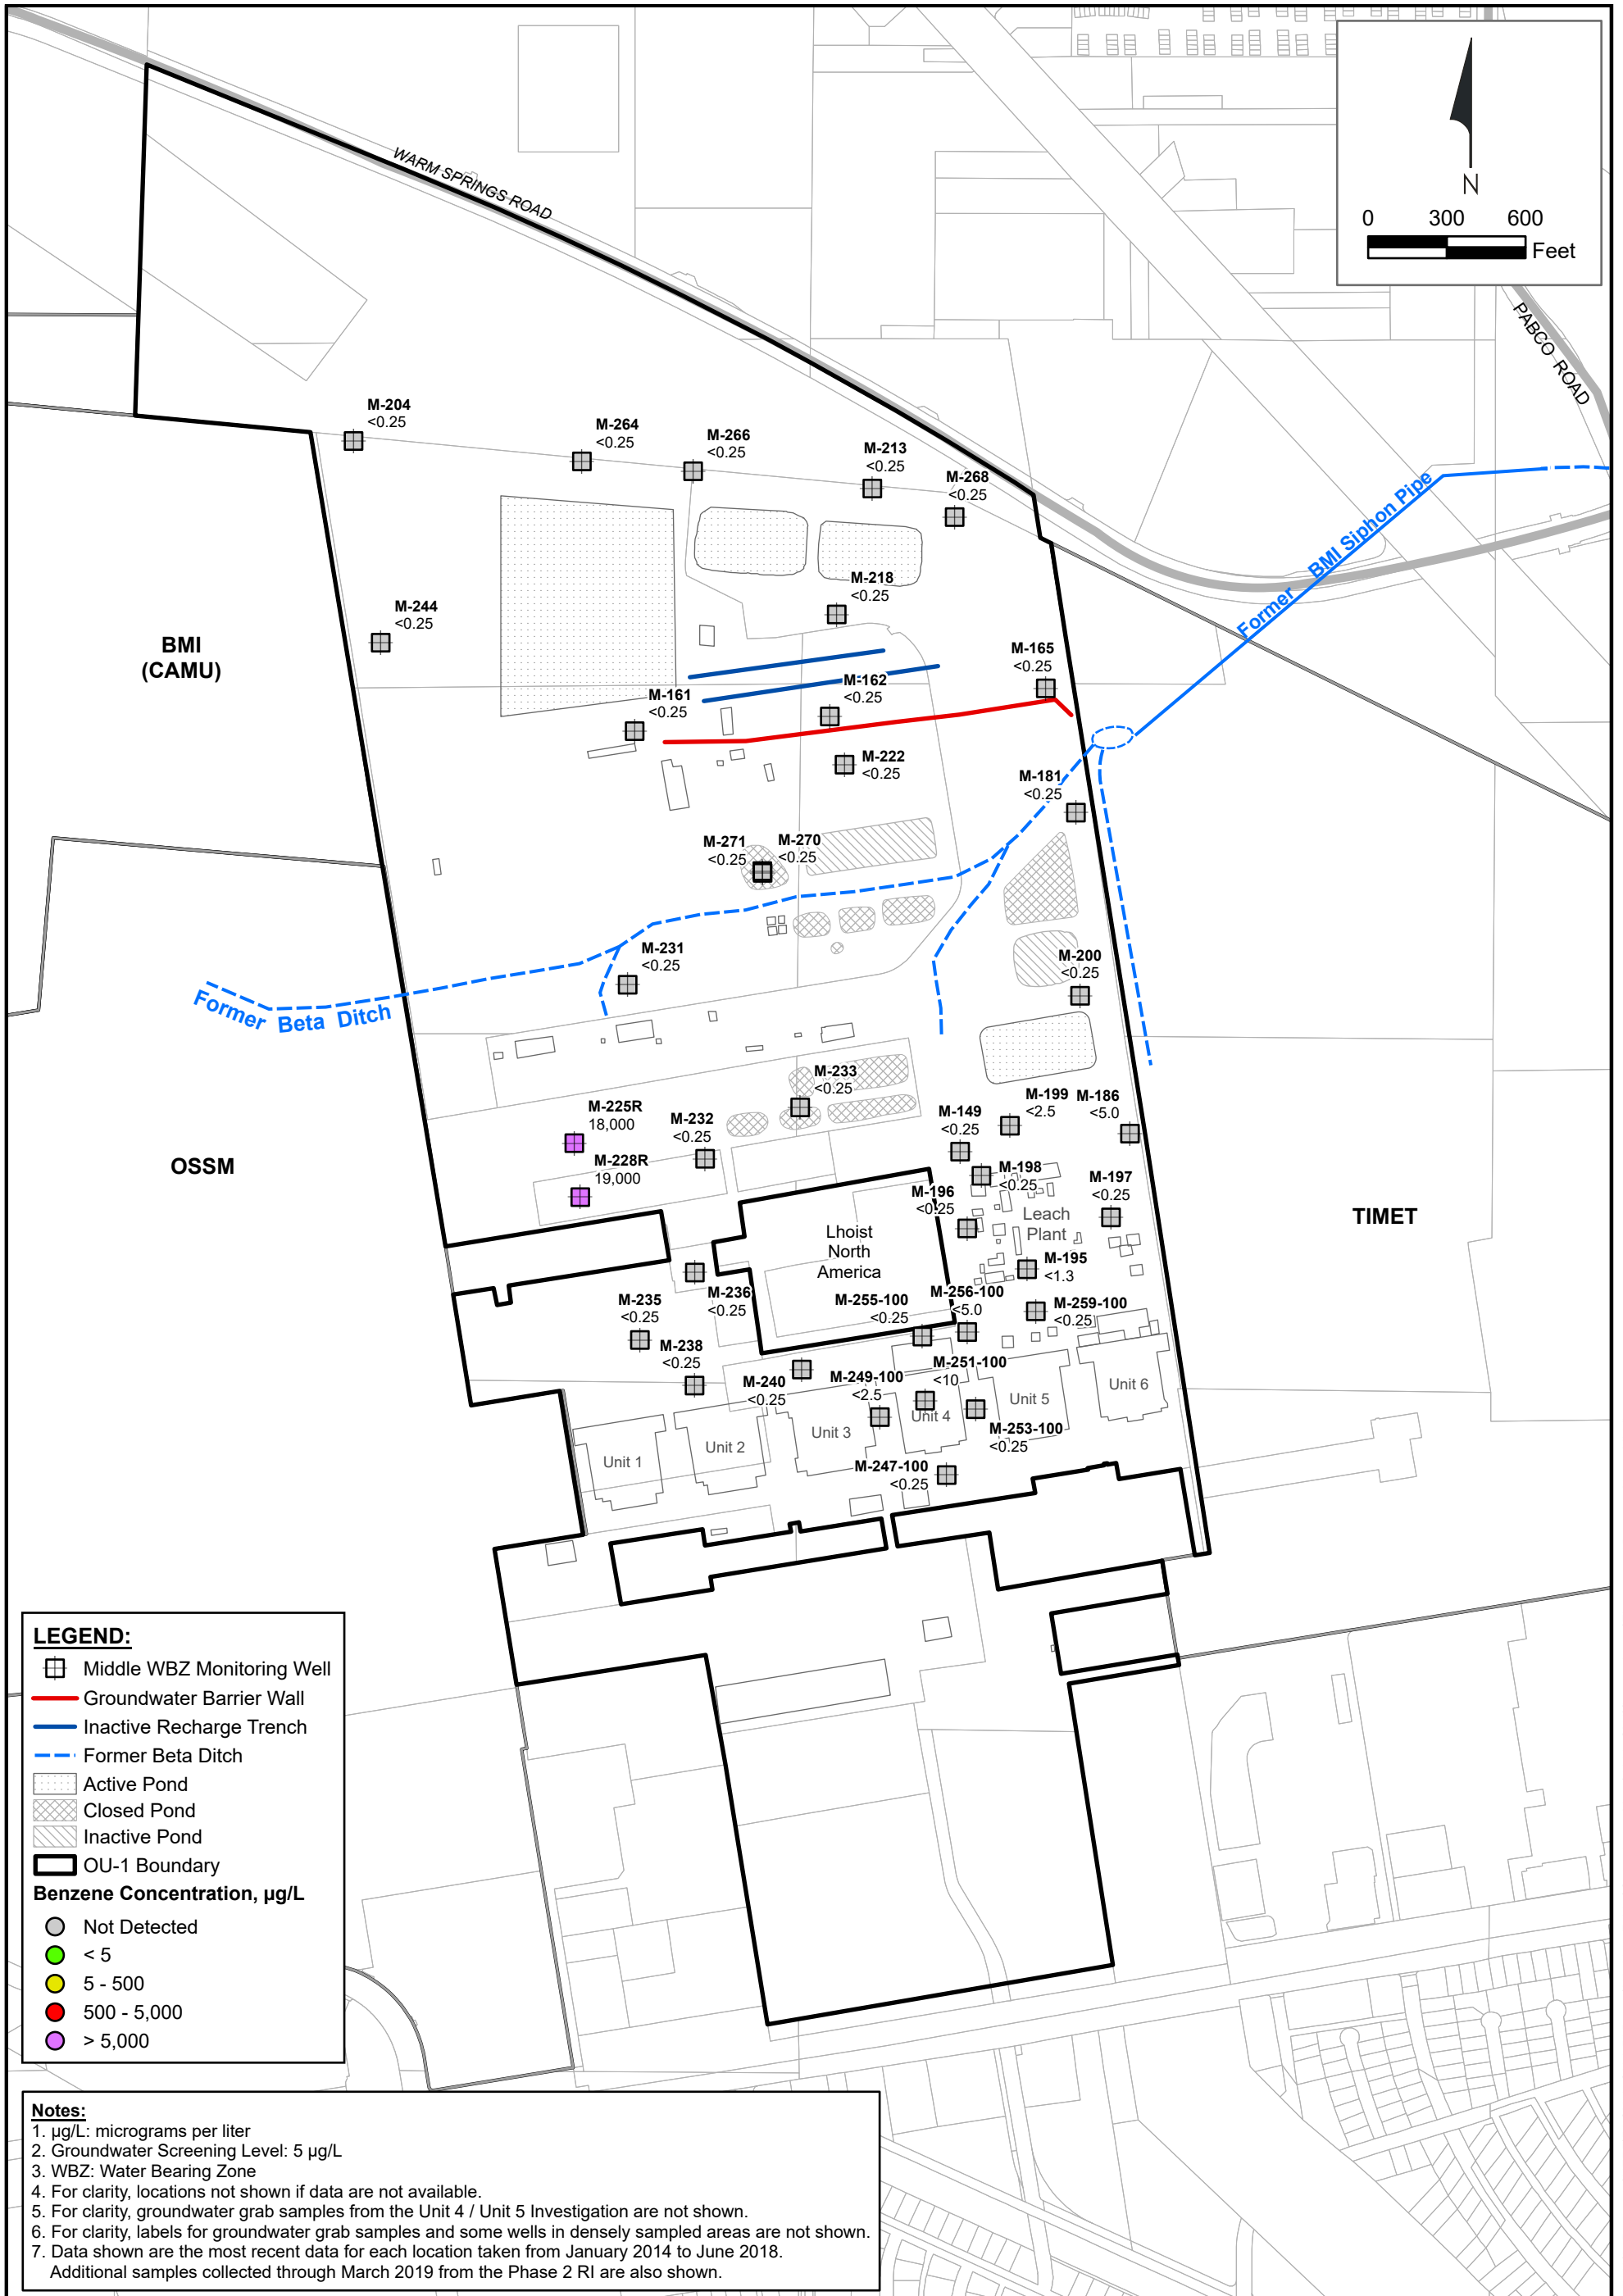 N
0 300 600
Feet
WARM SPRINGS ROAD
PABCO ROAD
M-204
<0.25
M-264
<0.25
M-266
<0.25
M-213
<0.25
M-268
<0.25
Former BMI Siphon Pipe
M-218
<0.25
M-244
<0.25
BMI
(CAMU)
M-165
<0.25
M-161
<0.25
M-162
<0.25
M-222
<0.25
M-181
<0.25
M-271
<0.25
M-270
<0.25
M-231
<0.25
M-200
<0.25
Former Beta Ditch
M-233
<0.25
M-225R
18,000
M-232
<0.25
M-149
<0.25
M-199
<2.5
M-186
<5.0
OSSM
M-228R
19,000
M-198
<0.25
M-197
<0.25
M-196
<0.25
Leach
Plant
TIMET
Lhoist
North
America
M-195
<1.3
M-236
<0.25
M-235
<0.25
M-255-100
<0.25
M-256-100
<5.0
M-259-100
<0.25
M-238
<0.25
M-240
<0.25
M-249-100
<2.5
M-251-100
<10
Unit 6
Unit 5
Unit 4
Unit 3
Unit 2
Unit 1
M-253-100
<0.25
M-247-100
<0.25
LEGEND:
Middle WBZ Monitoring Well
Groundwater Barrier Wall
Inactive Recharge Trench
Former Beta Ditch
Active Pond
Closed Pond
Inactive Pond
OU-1 Boundary
Benzene Concentration, µg/L
Not Detected
< 5
5 - 500
500 - 5,000
> 5,000
Notes:
1. µg/L: micrograms per liter
2. Groundwater Screening Level: 5 µg/L
3. WBZ: Water Bearing Zone
4. For clarity, locations not shown if data are not available.
5. For clarity, groundwater grab samples from the Unit 4 / Unit 5 Investigation are not shown.
6. For clarity, labels for groundwater grab samples and some wells in densely sampled areas are not shown.
7. Data shown are the most recent data for each location taken from January 2014 to June 2018.
Additional samples collected through March 2019 from the Phase 2 RI are also shown.